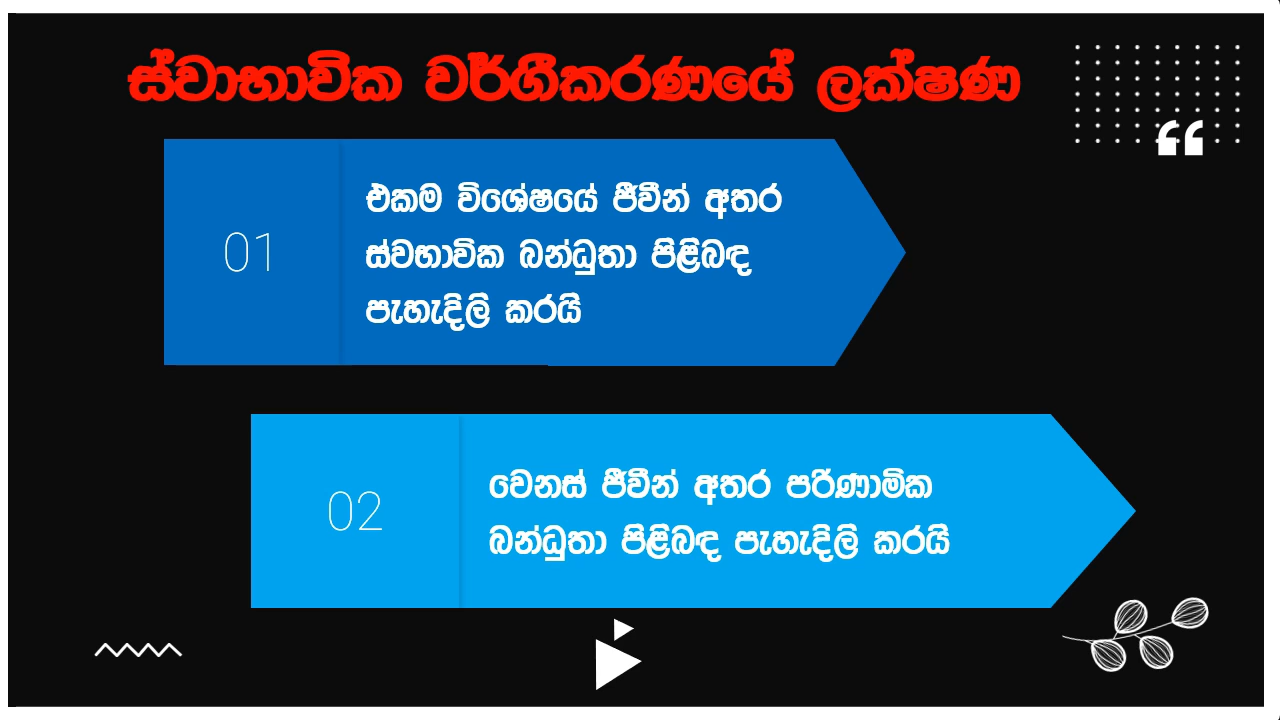 ස්වාභාවික වර්ගීකරණයේ ලක්ෂණ
01
එකම විශේෂයේ ජීවීන් අතර
ස්වභාවික බන්ධුතා පිළිබඳ
පැහැදිලි කරයි
02
වෙනස් ජීවීන් අතර පරිණාමික
බන්ධුතා පිළිබඳ පැහැදිලි කරයි